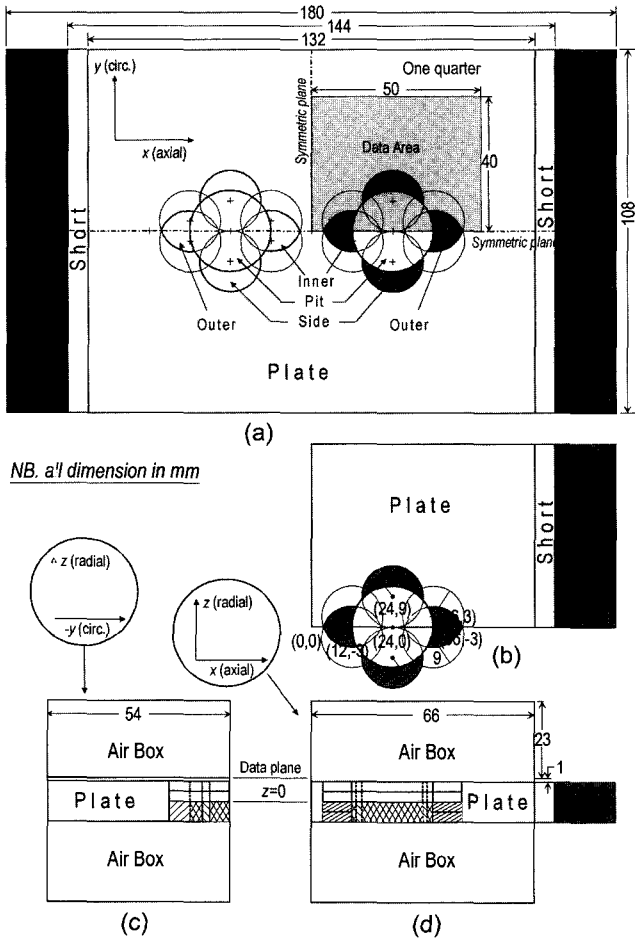 180
144
132
y (circ.)
x (axial)
One quarter
50
Symmetric plane
Data Area
40
108
Short
Short
Symmetric plane
Inner
Pit
Outer
Side
Outer
Plate
(a)
NB. all dimension in mm
Plate
Short
z (radial)
-y (circ.)
z (radial)
x (axial)
(24,9)
(0,0)
(24,0)
(12,-3)
9
(b)
54
66
23
Air Box
Air Box
1
Data plane
Plate
z=0
Plate
Air Box
Air Box
(c)
(d)